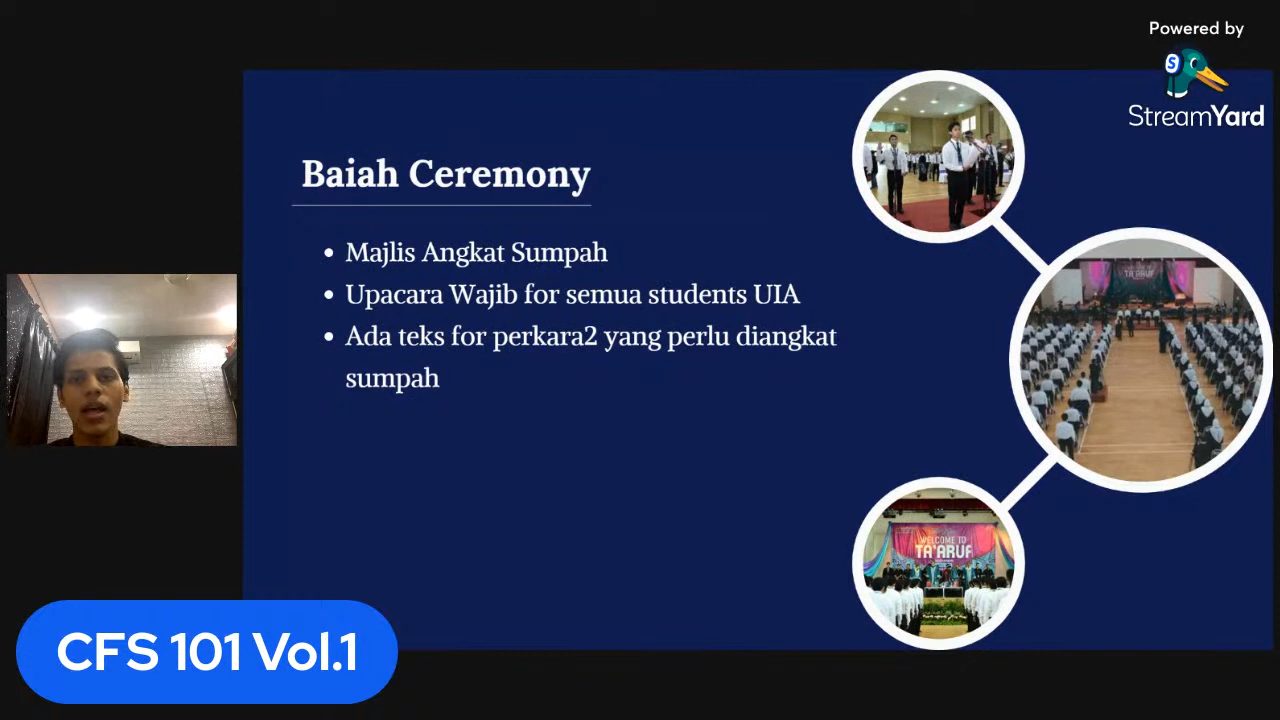 Powered by
StreamYard
Baiah Ceremony
Majlis Angkat Sumpah
Upacara Wajib for semua students UIA
Ada teks for perkara2 yang perlu diangkat
sumpah
TA'ARUF
WELCOME TO
TA'ARUF
CFS 101 Vol.1